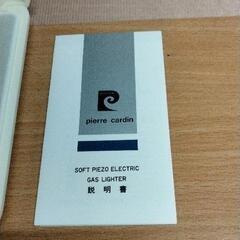 pierre cardin
SOFT PIEZO ELECTRIC
GAS LIGHTER
説明書